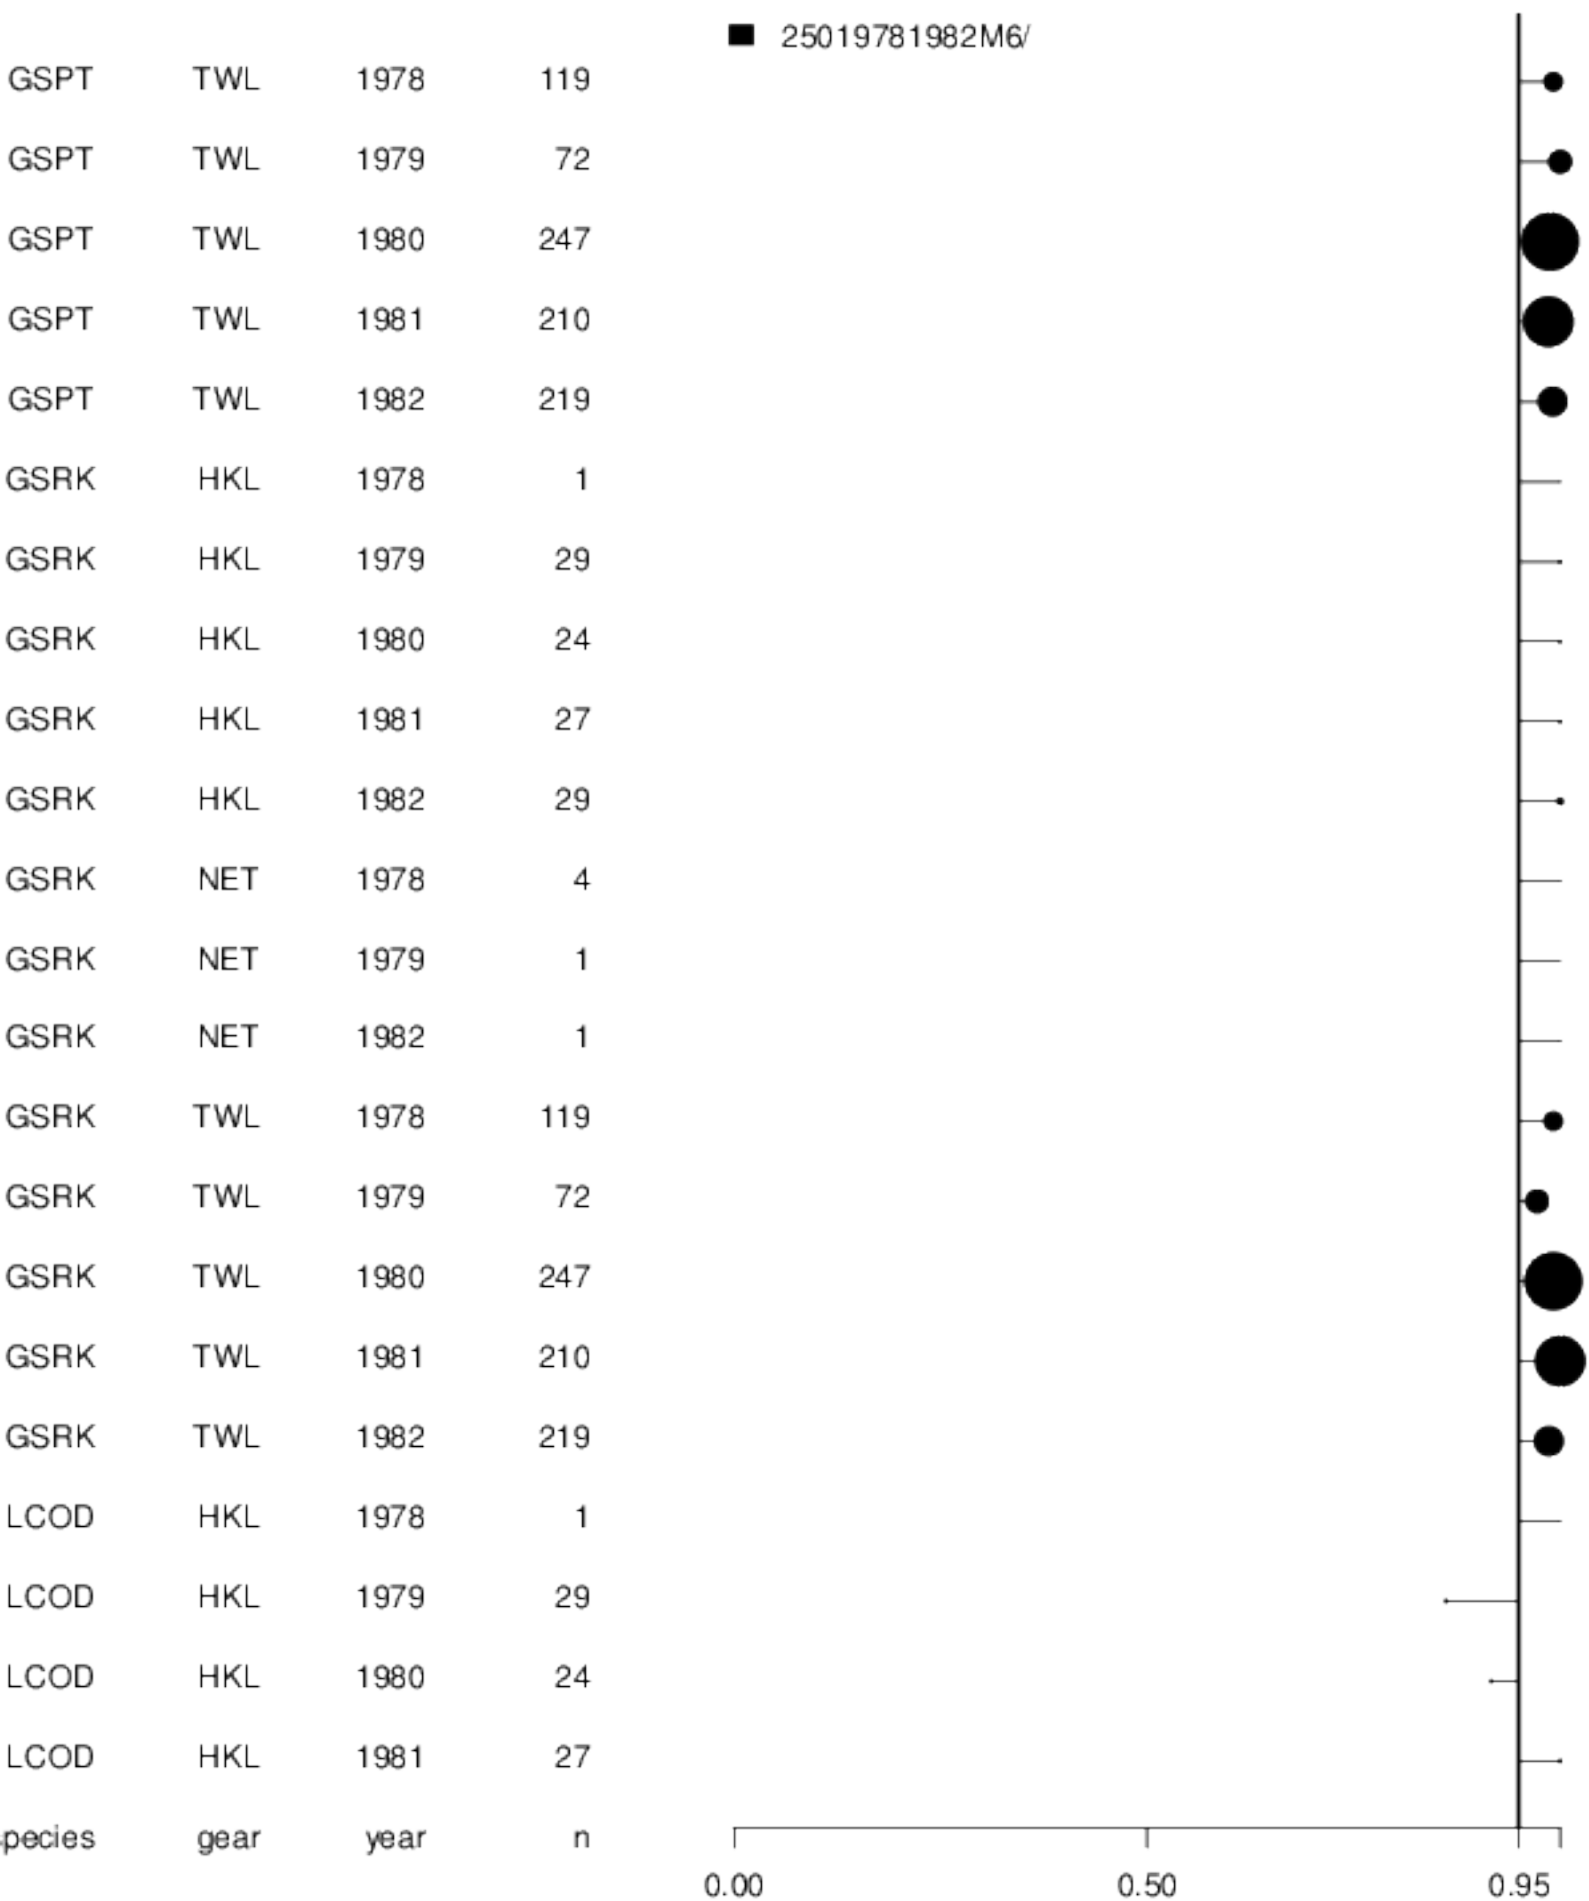 25019781982M6/
GSPT TWL 1978 119
GSPT TWL 1979 72
GSPT TWL 1980 247
GSPT TWL 1981 210
GSPT TWL 1982 219
GSRK HKL 1978 1
GSRK HKL 1979 29
GSRK HKL 1980 24
GSRK HKL 1981 27
GSRK HKL 1982 29
GSRK NET 1978 4
GSRK NET 1979 1
GSRK NET 1982 1
GSRK TWL 1978 119
GSRK TWL 1979 72
GSRK TWL 1980 247
GSRK TWL 1981 210
GSRK TWL 1982 219
LCOD HKL 1978 1
LCOD HKL 1979 29
LCOD HKL 1980 24
LCOD HKL 1981 27
pecies gear year n
0.00 0.50 0.95